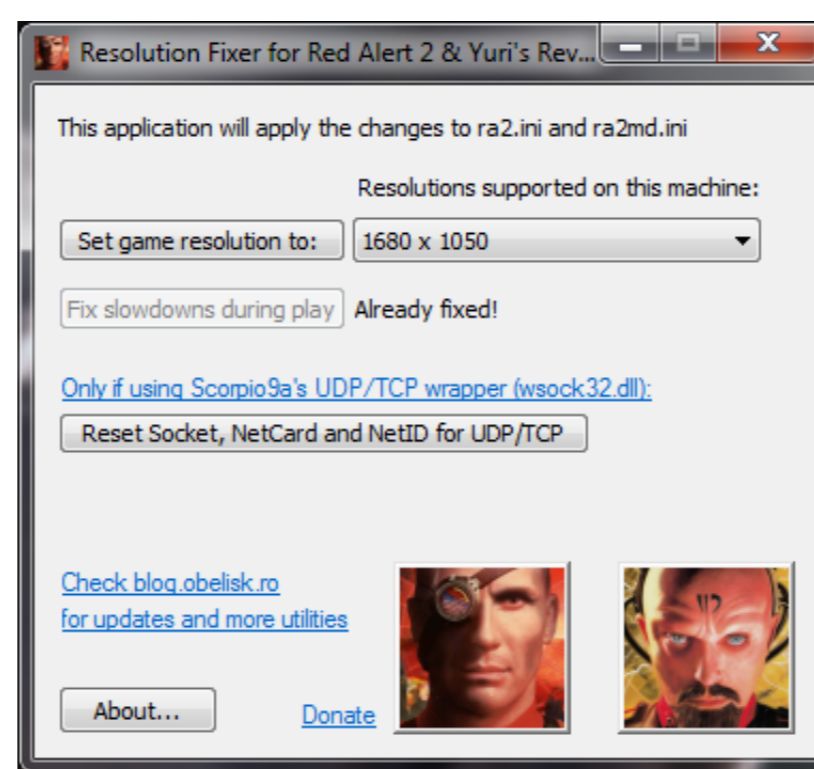 Resolution Fixer for Red Alert 2 & Yuri's Rev...
This application will apply the changes to ra2.ini and ra2md.ini
Resolutions supported on this machine:
Set game resolution to: 1680 x 1050
Fix slowdowns during play Already fixed!
Only if using Scorpio9a's UDP/TCP wrapper (wsock32.dll):
Reset Socket, NetCard and NetID for UDP/TCP
Check blog.obelisk.ro
for updates and more utilities
About... Donate